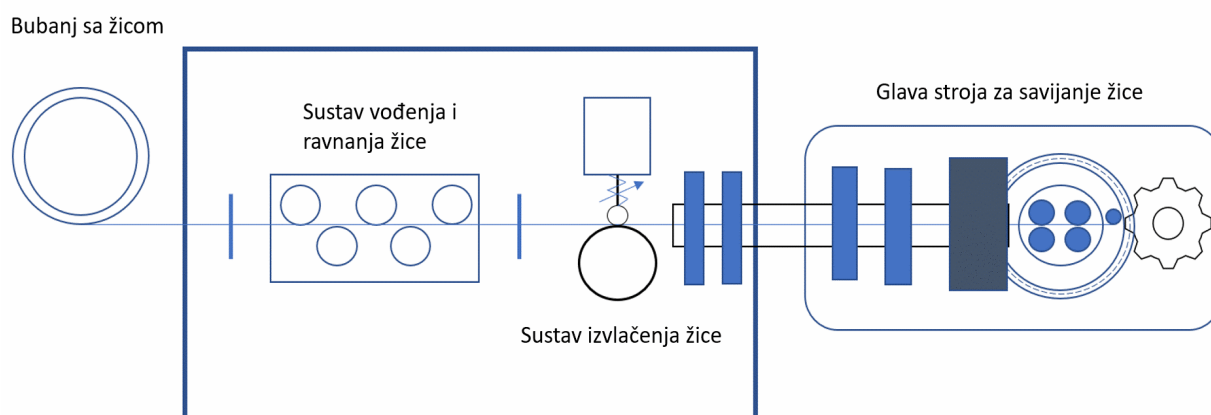 Bubanj sa žicom
Sustav vođenja i
ravnanja žice
Glava stroja za savijanje žice
Sustav izvlačenja žice